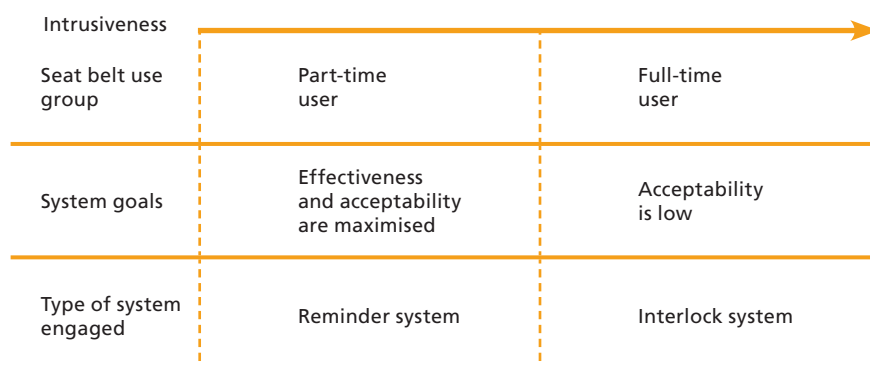 Intrusiveness
Seat belt use
group
Part-time
user
Full-time
user
System goals
Effectiveness
and acceptability
are maximised
Acceptability
is low
Type of system
engaged
Reminder system
Interlock system